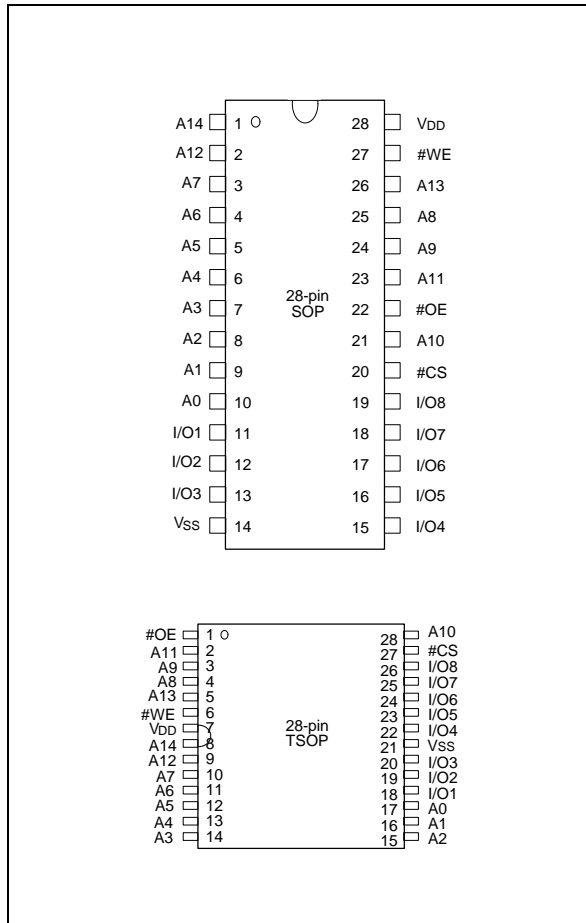 A14 1 28 VDD
A12 2 27 #WE
A7 3 26 A13
A6 4 25 A8
A5 5 24 A9
A4 6 23 A11
28-pin
SOP
A3 7 22 #OE
A2 8 21 A10
A1 9 20 #CS
A0 10 19 I/O8
I/O1 11 18 I/O7
I/O2 12 17 I/O6
I/O3 13 16 I/O5
VSS 14 15 I/O4
#OE 1 28 A10
A11 2 27 #CS
A9 3 26 I/O8
A8 4 25 I/O7
A13 5 24 I/O6
#WE 6 23 I/O5
28-pin
TSOP
VDD 7 22 I/O4
A14 8 21 VSS
A12 9 20 I/O3
A7 10 19 I/O2
A6 11 18 I/O1
A5 12 17 A0
A4 13 16 A1
A3 14 15 A2